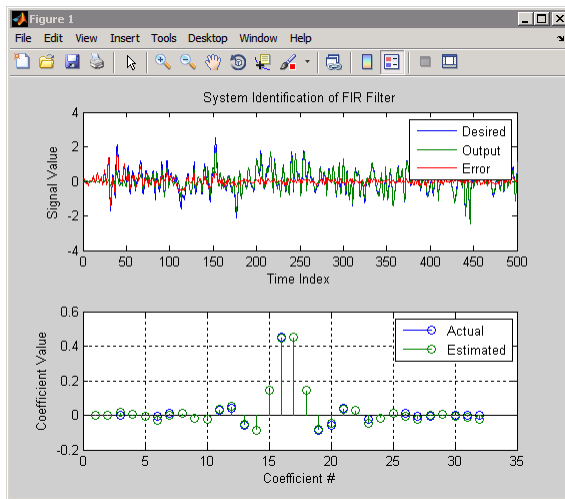 Figure 1
File Edit View Insert Tools Desktop Window Help
System Identification of FIR Filter
4
2
0
-2
-4
Signal Value
Desired
Output
Error
0 50 100 150 200 250 300 350 400 450 500
Time Index
0.6
0.4
0.2
0
-0.2
Coefficient Value
Actual
Estimated
0 5 10 15 20 25 30 35
Coefficient #